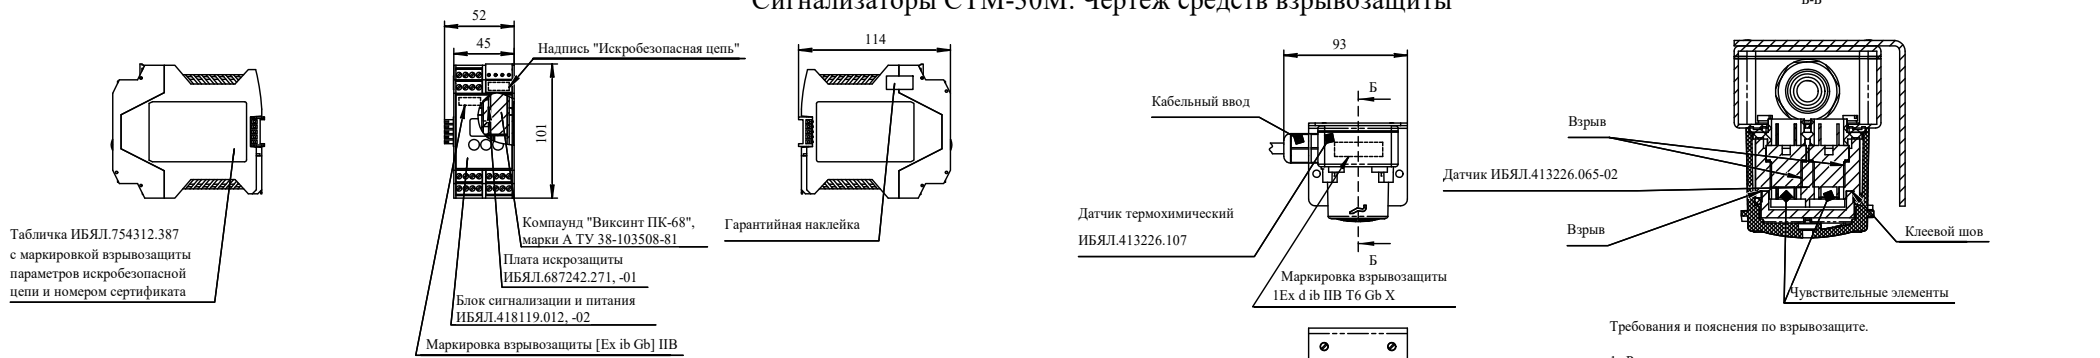 Сигнализаторы СТМ-30М. Чертеж средств взрывозащиты
Б-Б
52
45
Надпись "Искробезопасная цепь"
101
Табличка ИБЯЛ.754312.387
с маркировкой взрывозащиты
параметров искробезопасной
цепи и номером сертификата
Компаунд "Виксинт ПК-68",
марки А ТУ 38-103508-81
Плата искрозащиты
ИБЯЛ.687242.271, -01
Блок сигнализации и питания
ИБЯЛ.418119.012, -02
Маркировка взрывозащиты [Ex ib Gb] IIB
114
Гарантийная наклейка
93
Б
Кабельный ввод
Датчик термохимический
ИБЯЛ.413226.107
Б
Маркировка взрывозащиты
1Ex d ib IIB T6 Gb X
Взрыв
Датчик ИБЯЛ.413226.065-02
Взрыв
Клеевой шов
Чувствительные элементы
Требования и пояснения по взрывозащите.